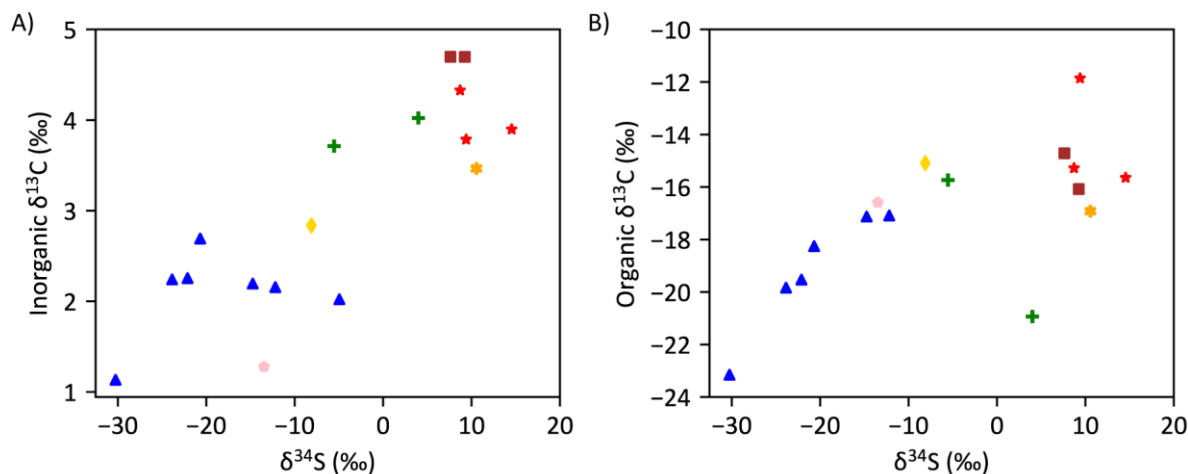 A)
Inorganic δ¹³C (‰)
5
4
3
2
1
−30 −20 −10 0 10 20
δ³⁴S (‰)
B)
Organic δ¹³C (‰)
−10
−12
−14
−16
−18
−20
−22
−24
−30 −20 −10 0 10 20
δ³⁴S (‰)